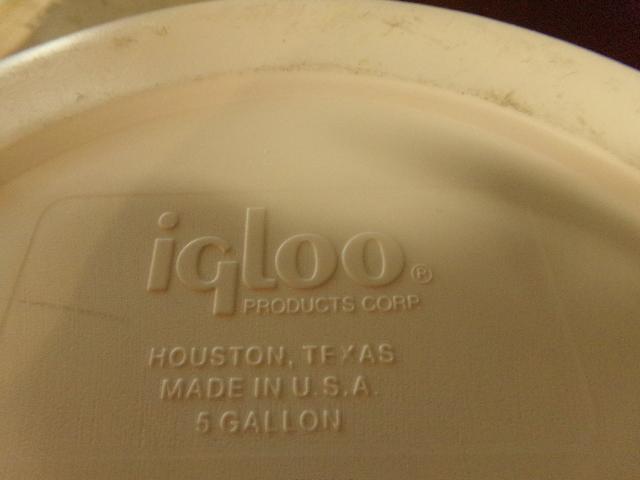 igloo®
PRODUCTS CORP
HOUSTON, TEXAS
MADE IN U.S.A.
5 GALLON